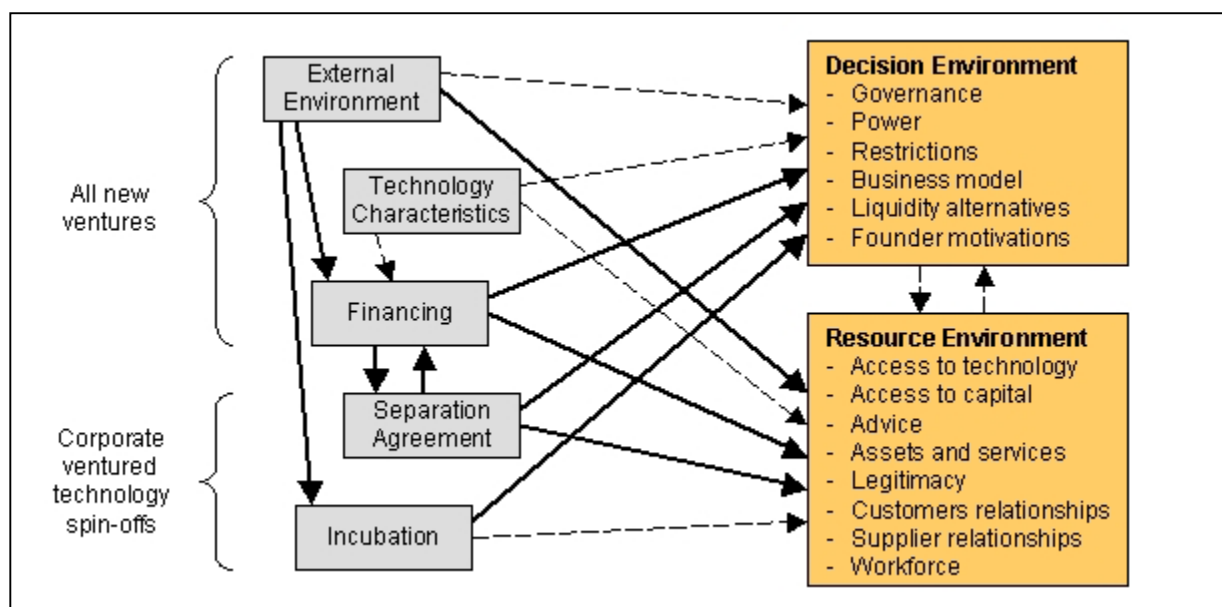 All new
ventures
Corporate
ventured
technology
spin-offs
External
Environment
Technology
Characteristics
Financing
Separation
Agreement
Incubation
Decision Environment
- Governance
- Power
- Restrictions
- Business model
- Liquidity alternatives
- Founder motivations
Resource Environment
- Access to technology
- Access to capital
- Advice
- Assets and services
- Legitimacy
- Customers relationships
- Supplier relationships
- Workforce